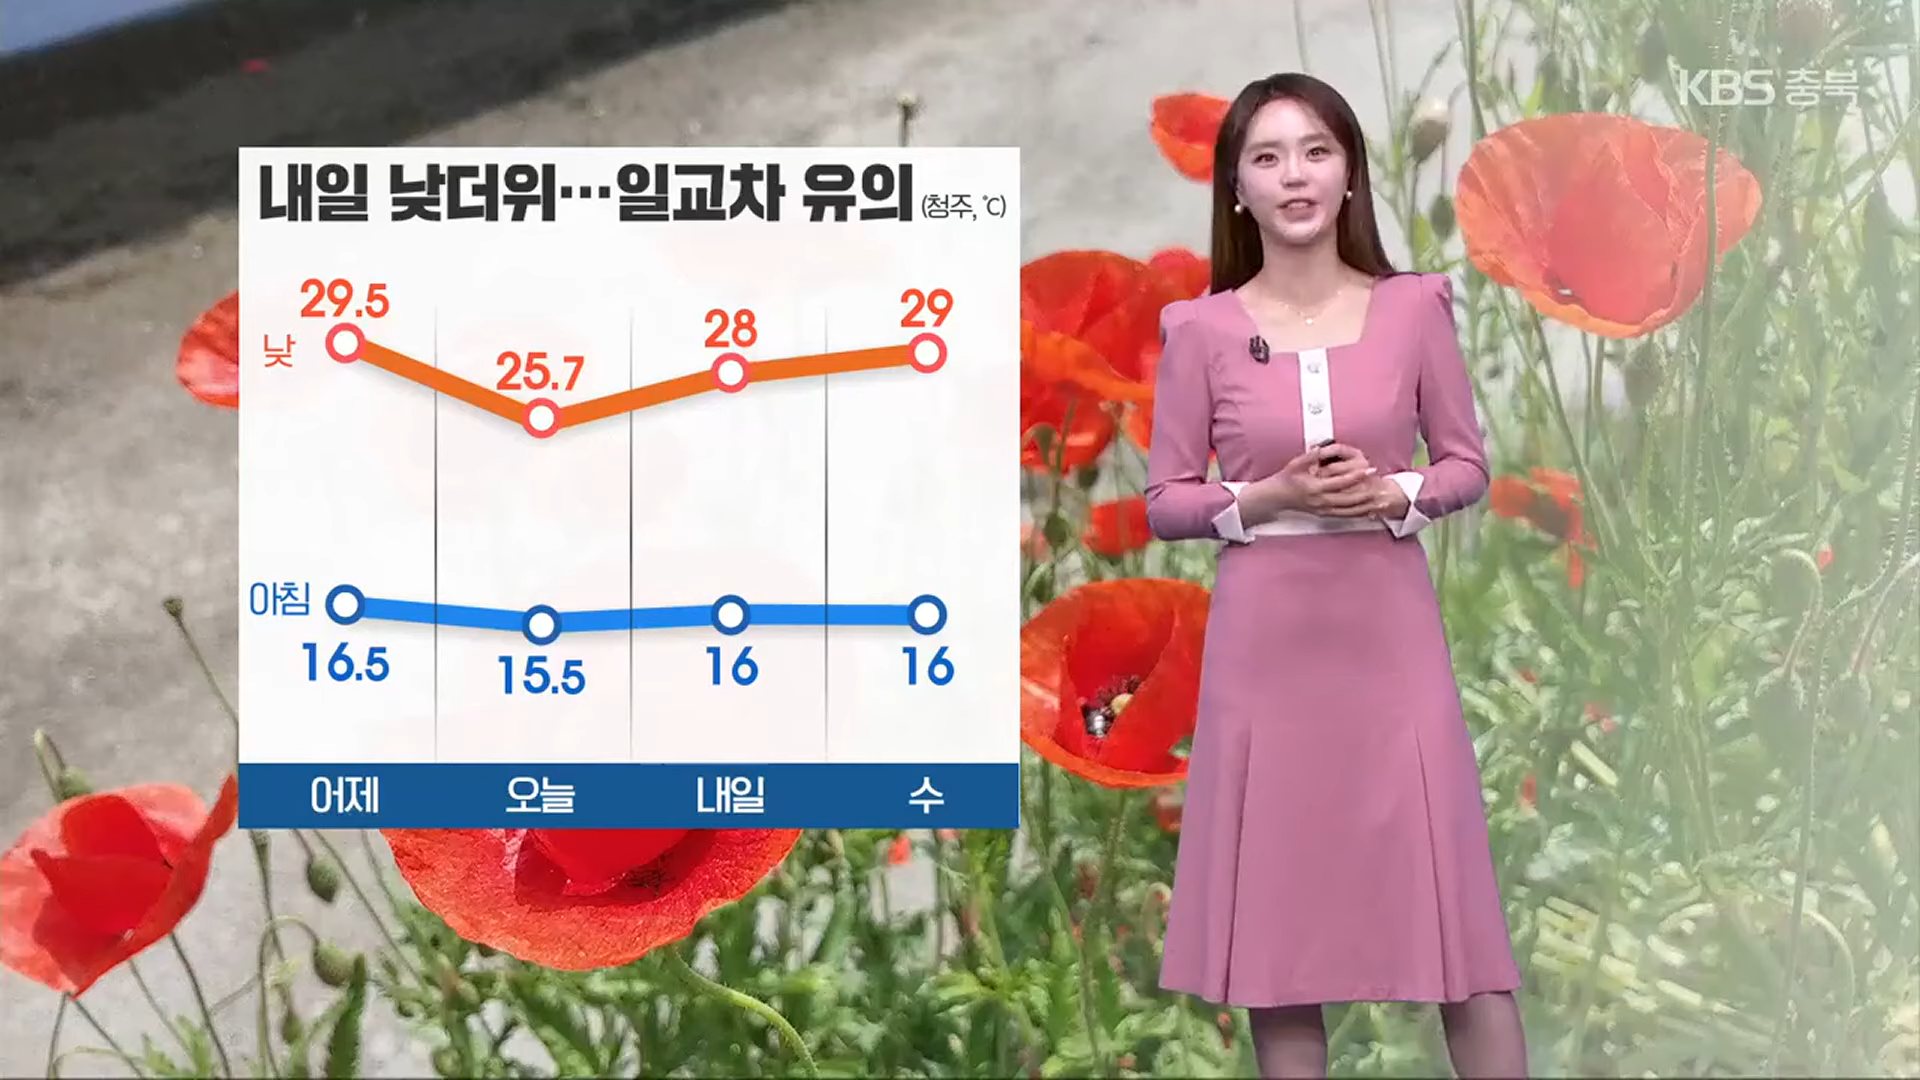 KBS 충북
내일 낮더위…일교차 유의 (청주, ℃)
낮 29.5 25.7 28 29
아침 16.5 15.5 16 16
어제 오늘 내일 수